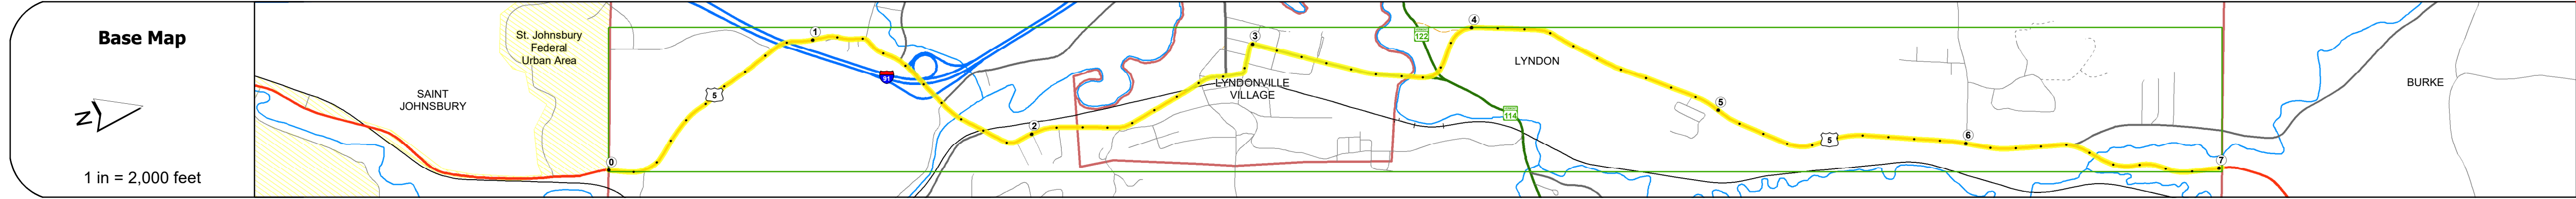 Base Map
N
1 in = 2,000 feet
SAINT
JOHNSBURY
St. Johnsbury
Federal
Urban Area
0
5
1
91
2
3
LYNDONVILLE
VILLAGE
122
4
114
LYNDON
5
5
6
7
BURKE